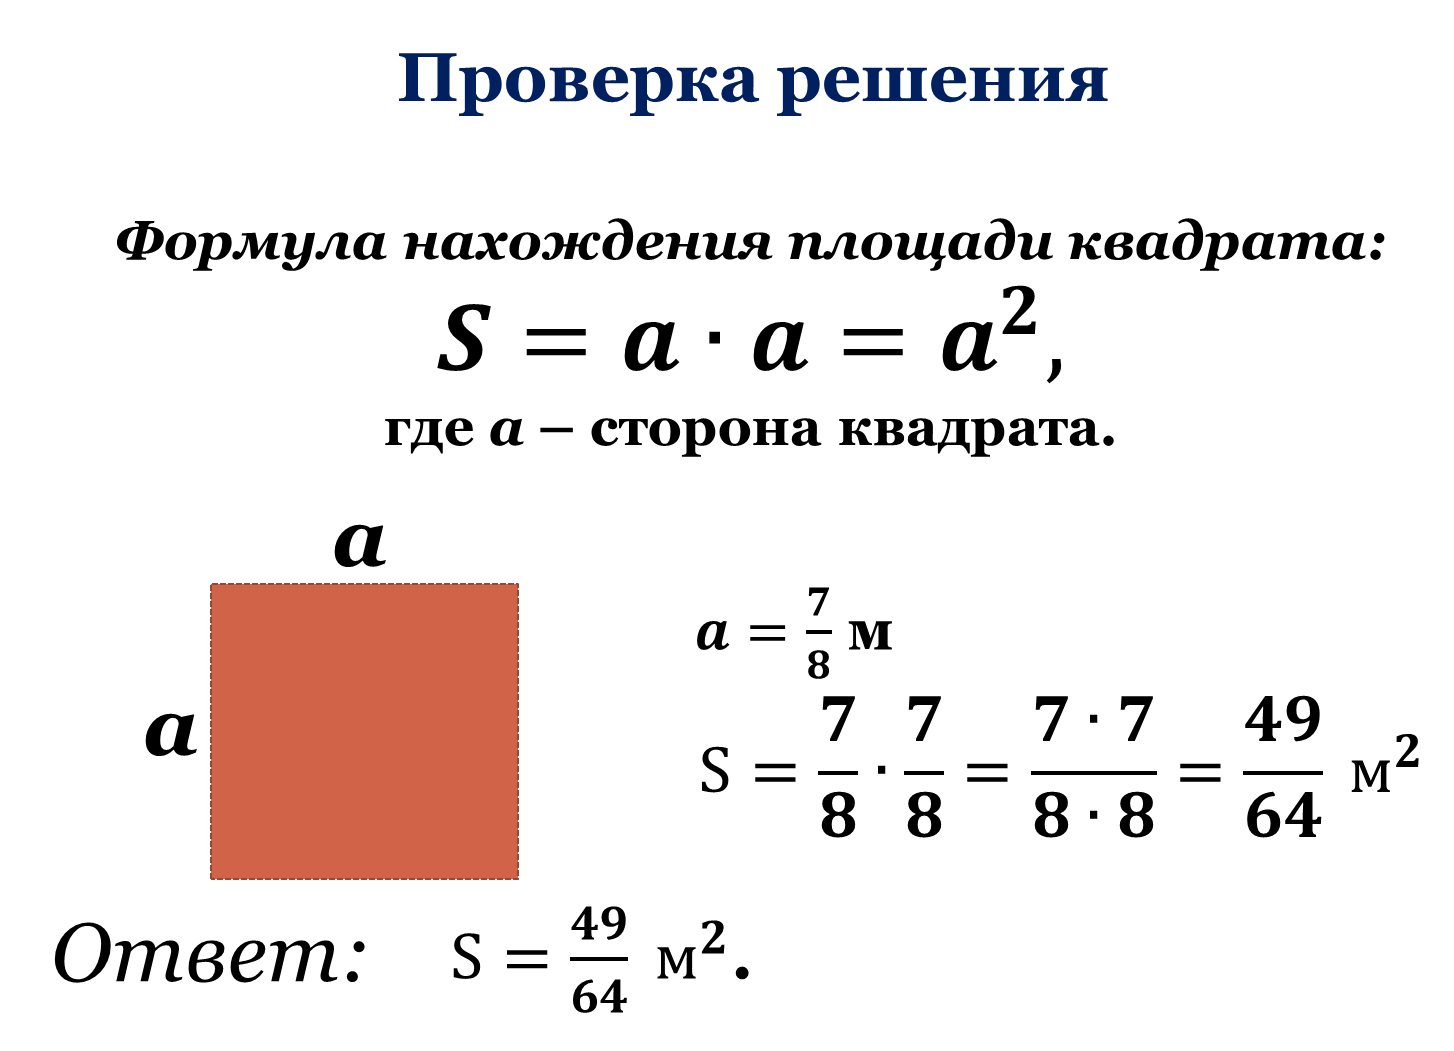 Проверка решения
Формула нахождения площади квадрата:
S = a · a = a²,
где a – сторона квадрата.
a
a
a = 7/8 м
S = 7/8 · 7/8 = 7 · 7/8 · 8 = 49/64 м²
Ответ: S = 49/64 м².